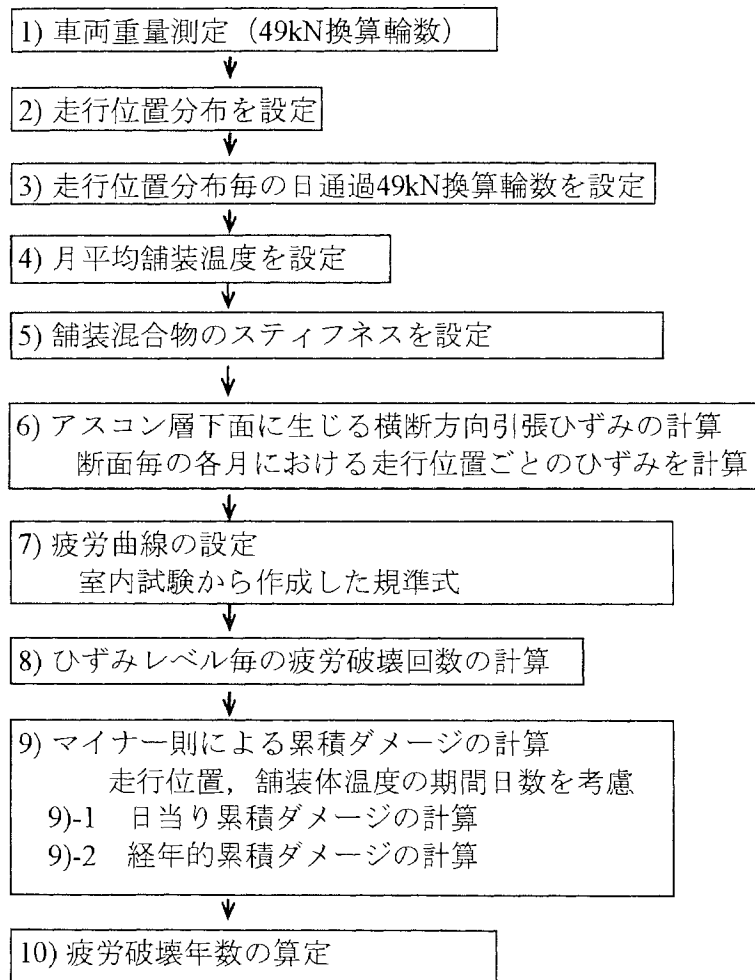 1) 車両重量測定（49kN換算輪数）
2) 走行位置分布を設定
3) 走行位置分布毎の日通過49kN換算輪数を設定
4) 月平均舗装温度を設定
5) 舗装混合物のスティフネスを設定
6) アスコン層下面に生じる横断方向引張ひずみの計算
断面毎の各月における走行位置ごとのひずみを計算
7) 疲労曲線の設定
室内試験から作成した規準式
8) ひずみレベル毎の疲労破壊回数の計算
9) マイナー則による累積ダメージの計算
走行位置，舗装体温度の期間日数を考慮
9)-1 日当り累積ダメージの計算
9)-2 経年的累積ダメージの計算
10) 疲労破壊年数の算定